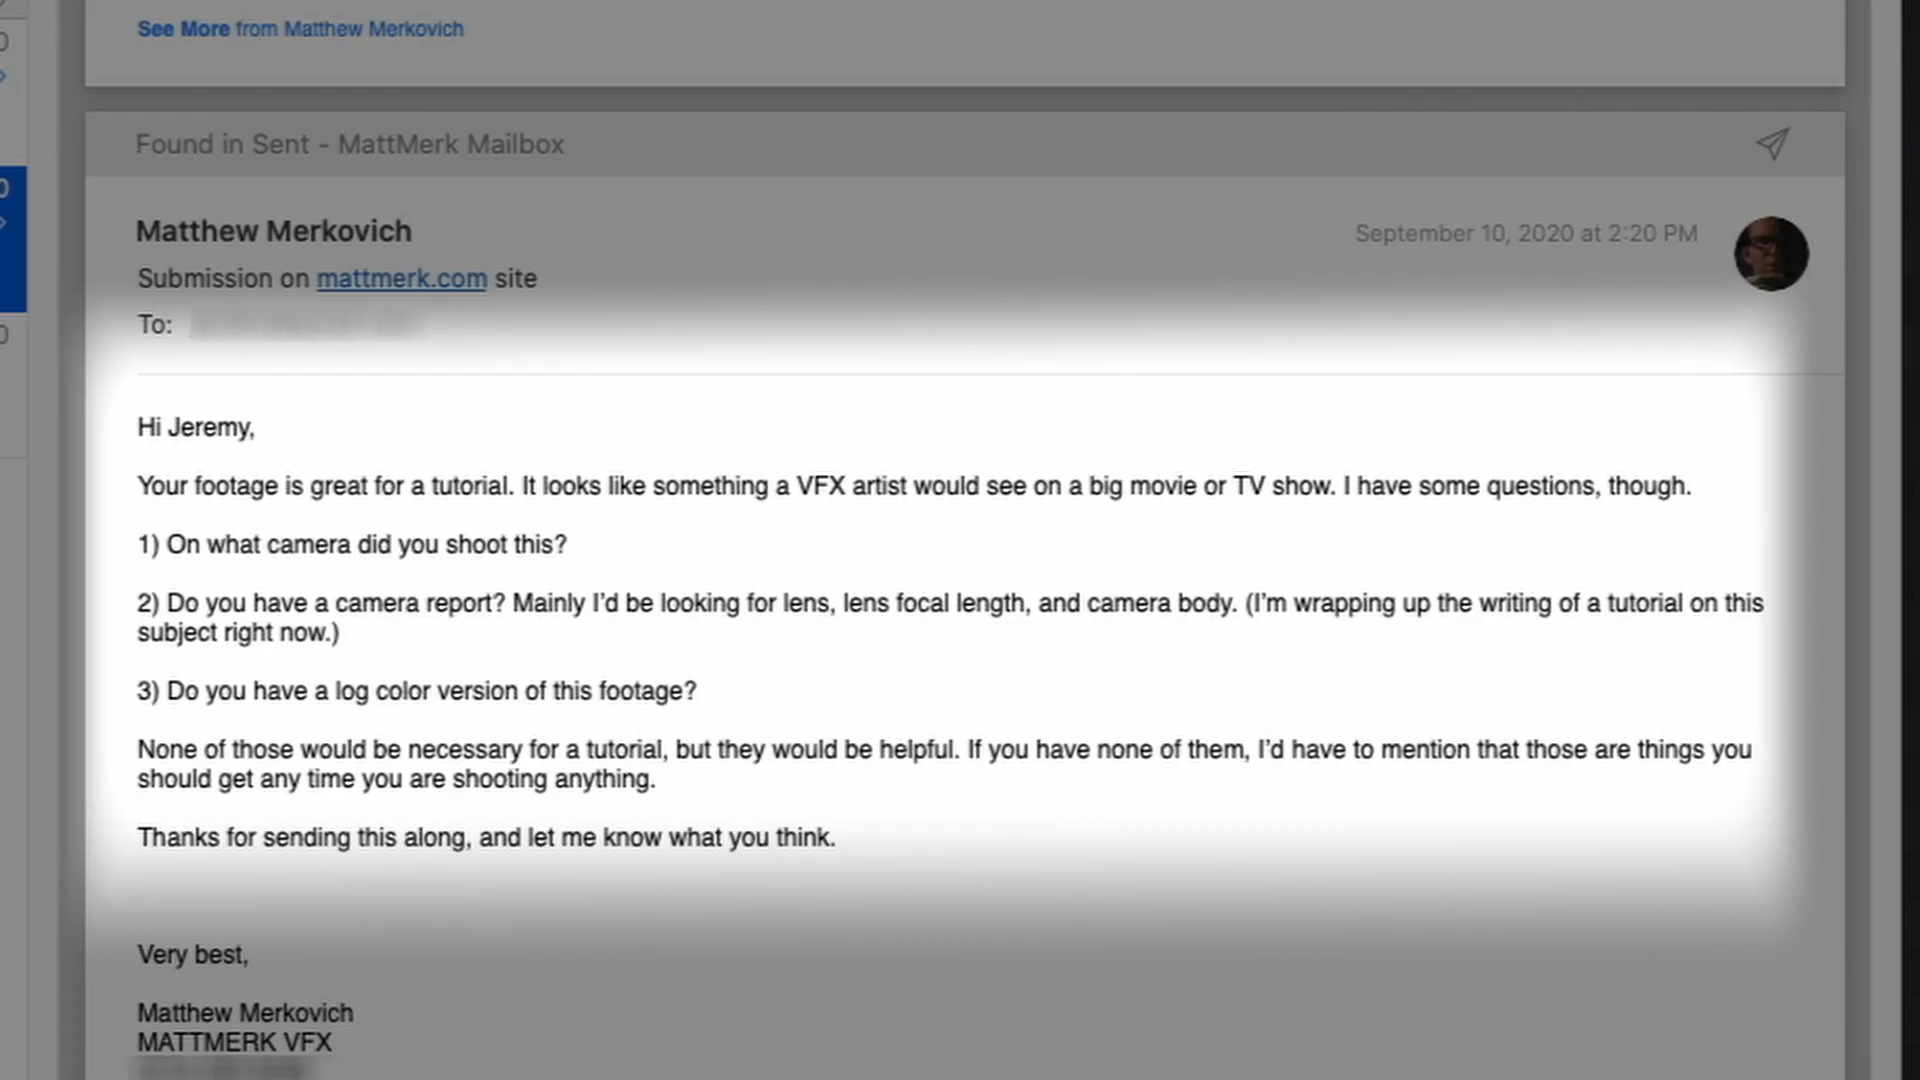 See More from Matthew Merkovich
Found in Sent - MattMerk Mailbox
Matthew Merkovich
September 10, 2020 at 2:20 PM
Submission on mattmerk.com site
To:
Hi Jeremy,
Your footage is great for a tutorial. It looks like something a VFX artist would see on a big movie or TV show. I have some questions, though.
1) On what camera did you shoot this?
2) Do you have a camera report? Mainly I'd be looking for lens, lens focal length, and camera body. (I'm wrapping up the writing of a tutorial on this
subject right now.)
3) Do you have a log color version of this footage?
None of those would be necessary for a tutorial, but they would be helpful. If you have none of them, I'd have to mention that those are things you
should get any time you are shooting anything.
Thanks for sending this along, and let me know what you think.
Very best,
Matthew Merkovich
MATTMERK VFX